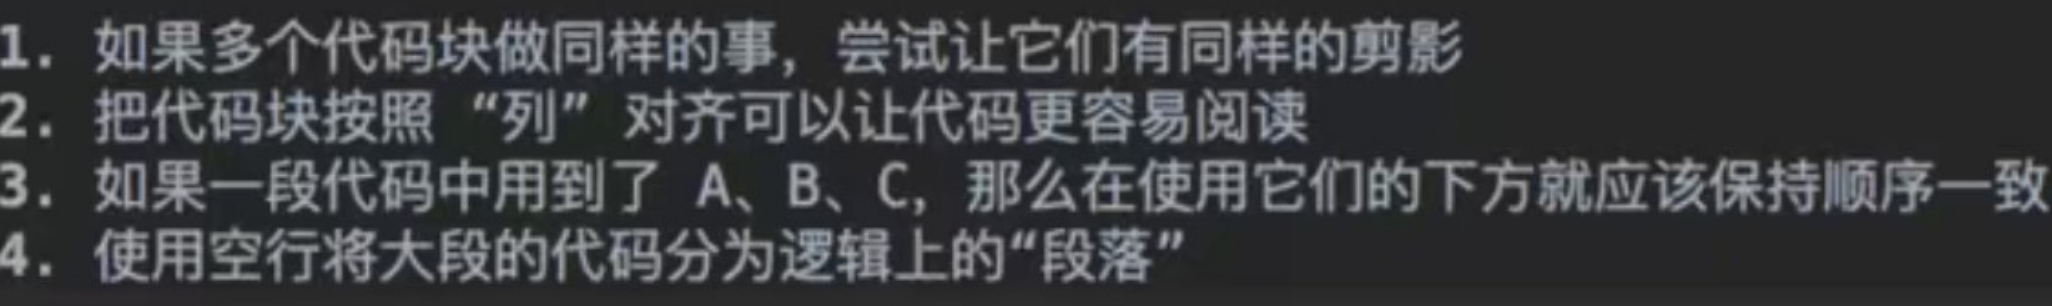 1. 如果多个代码块做同样的事，尝试让它们有同样的剪影
2. 把代码块按照 “列” 对齐可以让代码更容易阅读
3. 如果一段代码中用到了 A、B、C，那么在使用它们的下方就应该保持顺序一致
4. 使用空行将大段的代码分为逻辑上的“段落”